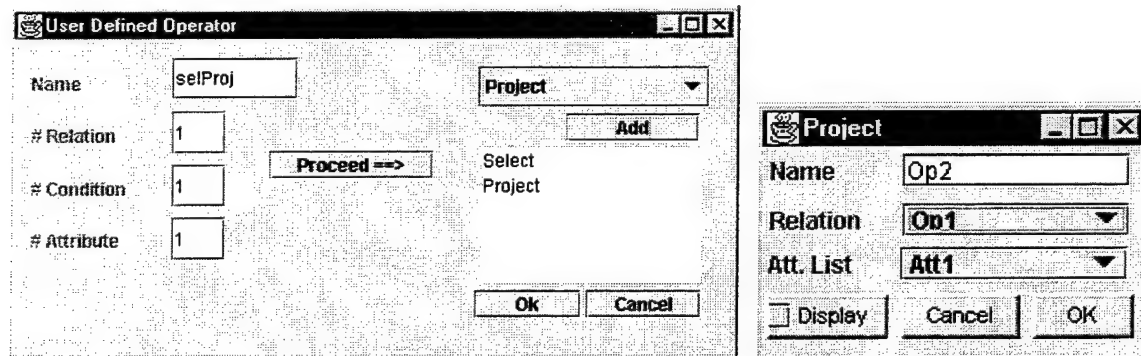 User Defined Operator
Name selProj
# Relation 1
# Condition 1
# Attribute 1
Proceed ==>
Project
Add
Select
Project
Ok Cancel
Project
Name Op2
Relation Op1
Att. List Att1
Display Cancel OK